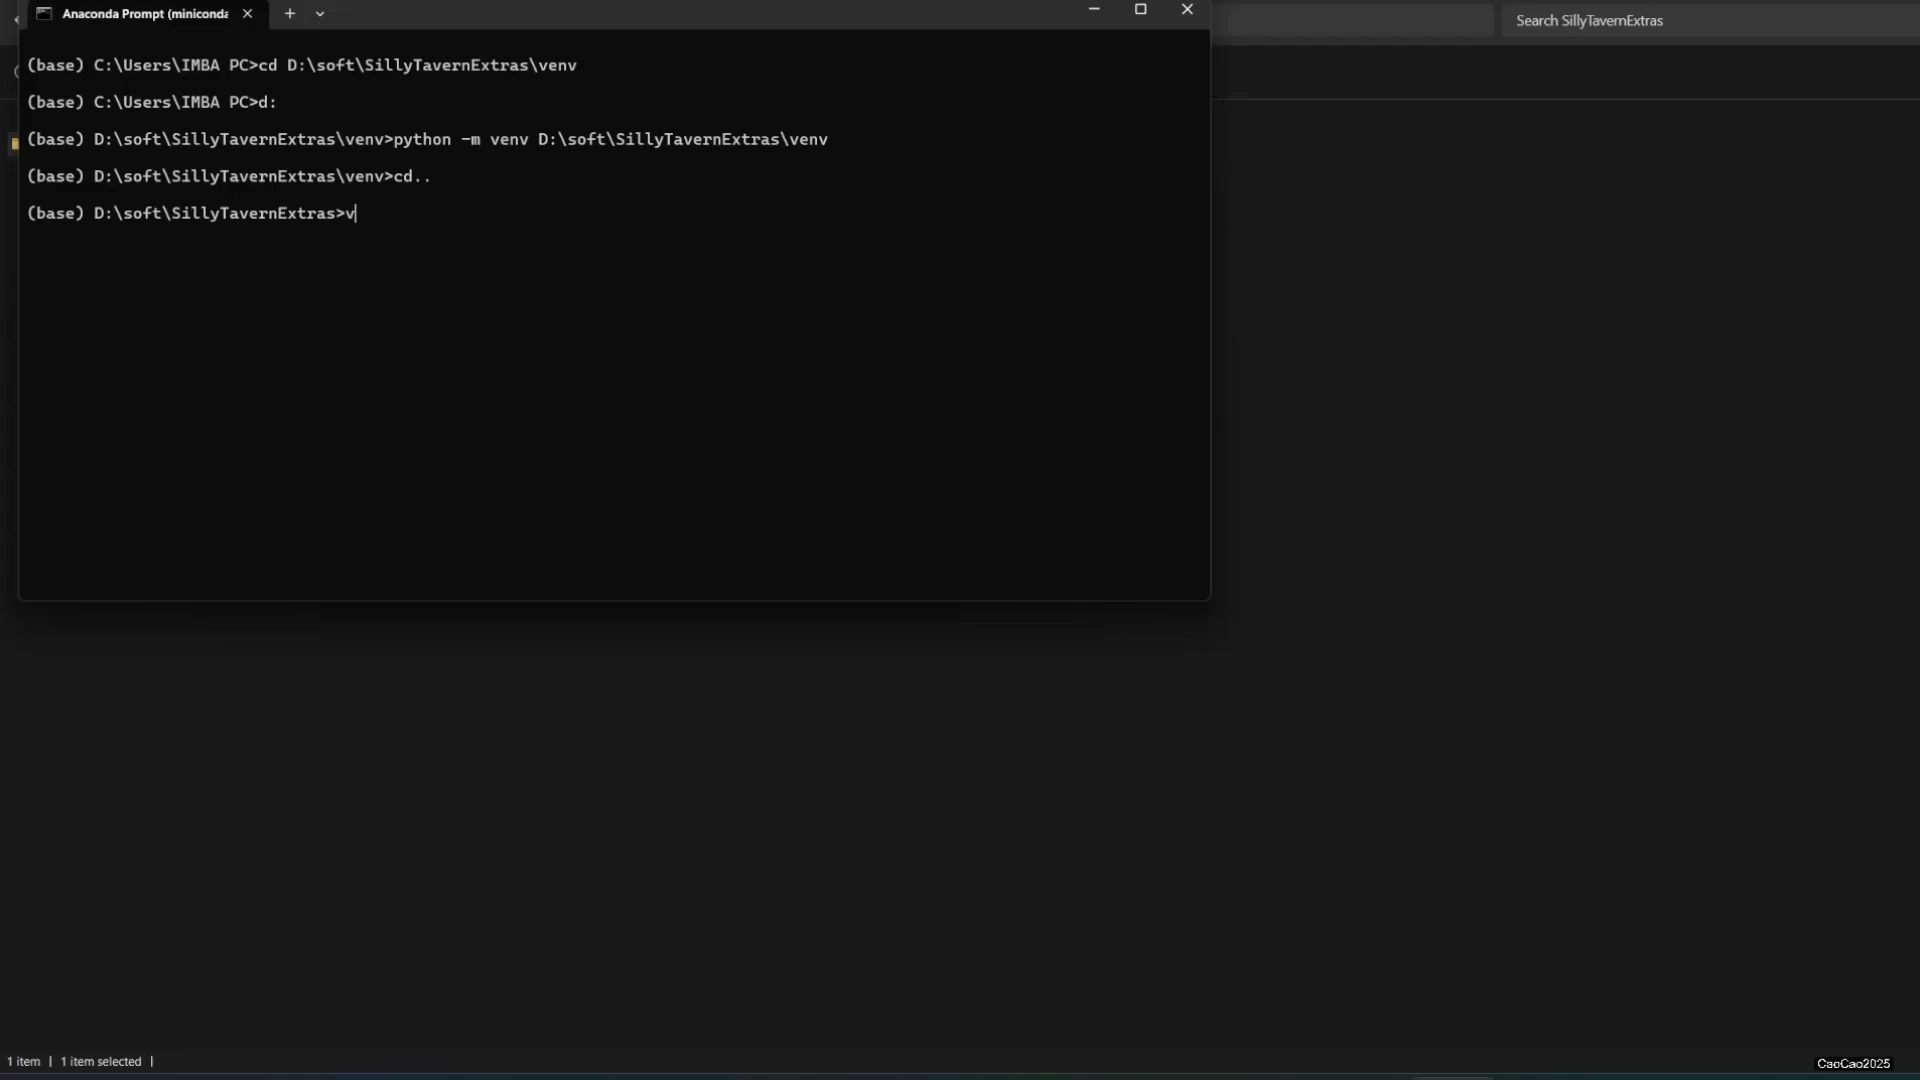 Anaconda Prompt (miniconda
Search SillyTavernExtras
(base) C:\Users\IMBA PC>cd D:\soft\SillyTavernExtras\venv
(base) C:\Users\IMBA PC>d:
(base) D:\soft\SillyTavernExtras\venv>python -m venv D:\soft\SillyTavernExtras\venv
(base) D:\soft\SillyTavernExtras\venv>cd..
(base) D:\soft\SillyTavernExtras>v
1 item | 1 item selected |
CaoCao2025